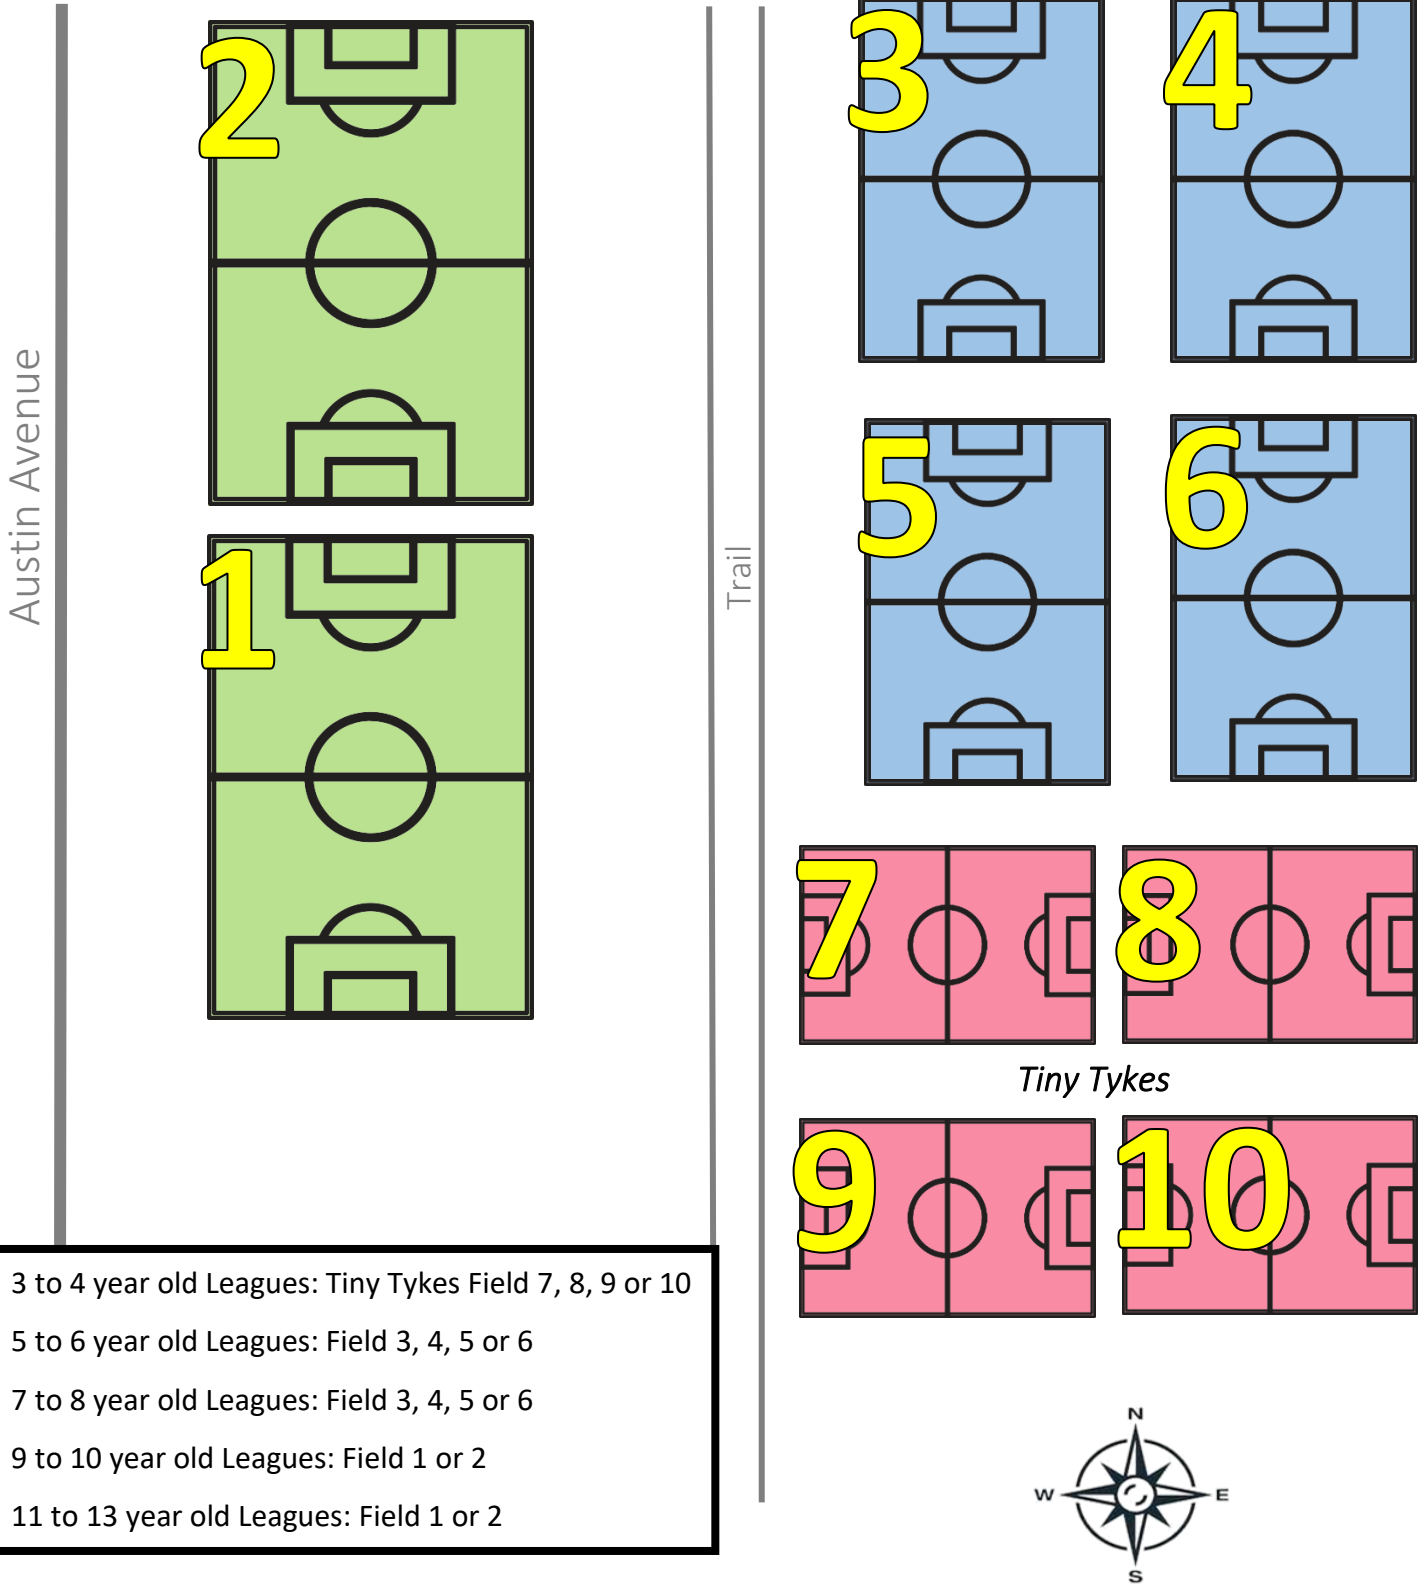 2
3
4
Austin Avenue
5
6
1
Trail
7
8
Tiny Tykes
9
10
3 to 4 year old Leagues: Tiny Tykes Field 7, 8, 9 or 10
5 to 6 year old Leagues: Field 3, 4, 5 or 6
7 to 8 year old Leagues: Field 3, 4, 5 or 6
9 to 10 year old Leagues: Field 1 or 2
11 to 13 year old Leagues: Field 1 or 2
N
W
E
S